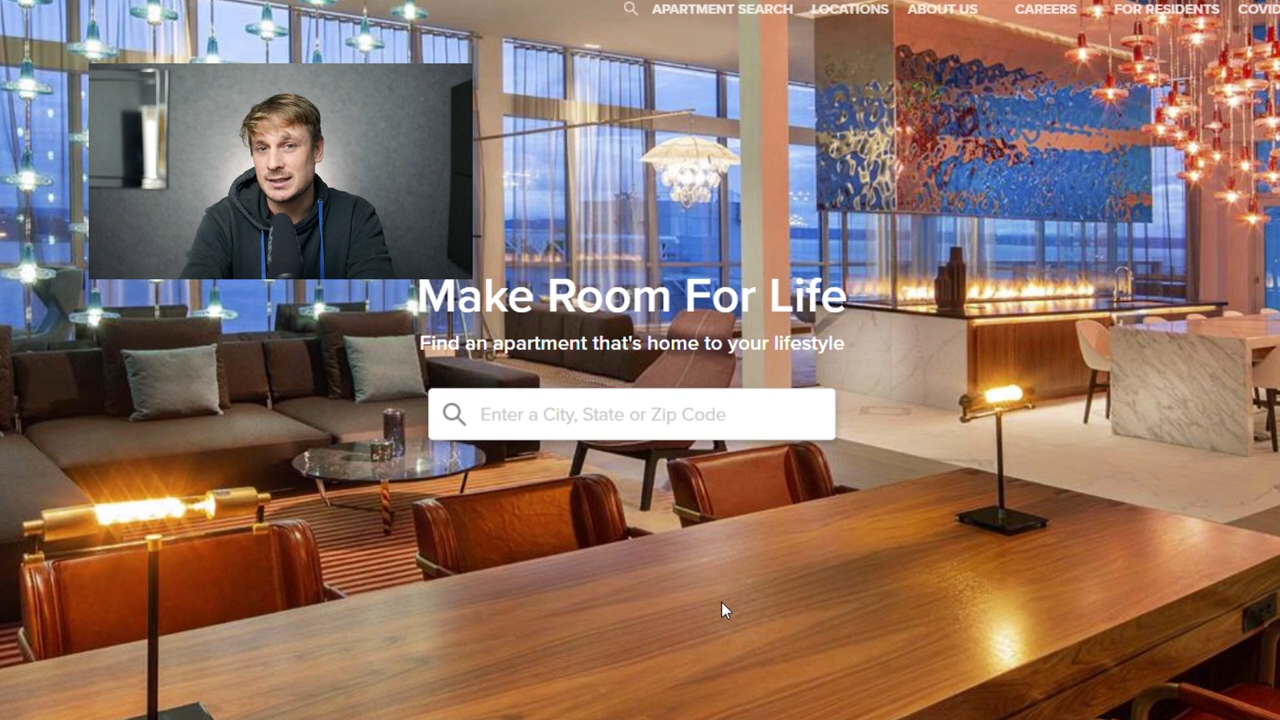 APARTMENT SEARCH LOCATIONS ABOUT US CAREERS FOR RESIDENTS COVID
Make Room For Life
Find an apartment that's home to your lifestyle
Enter a City, State or Zip Code